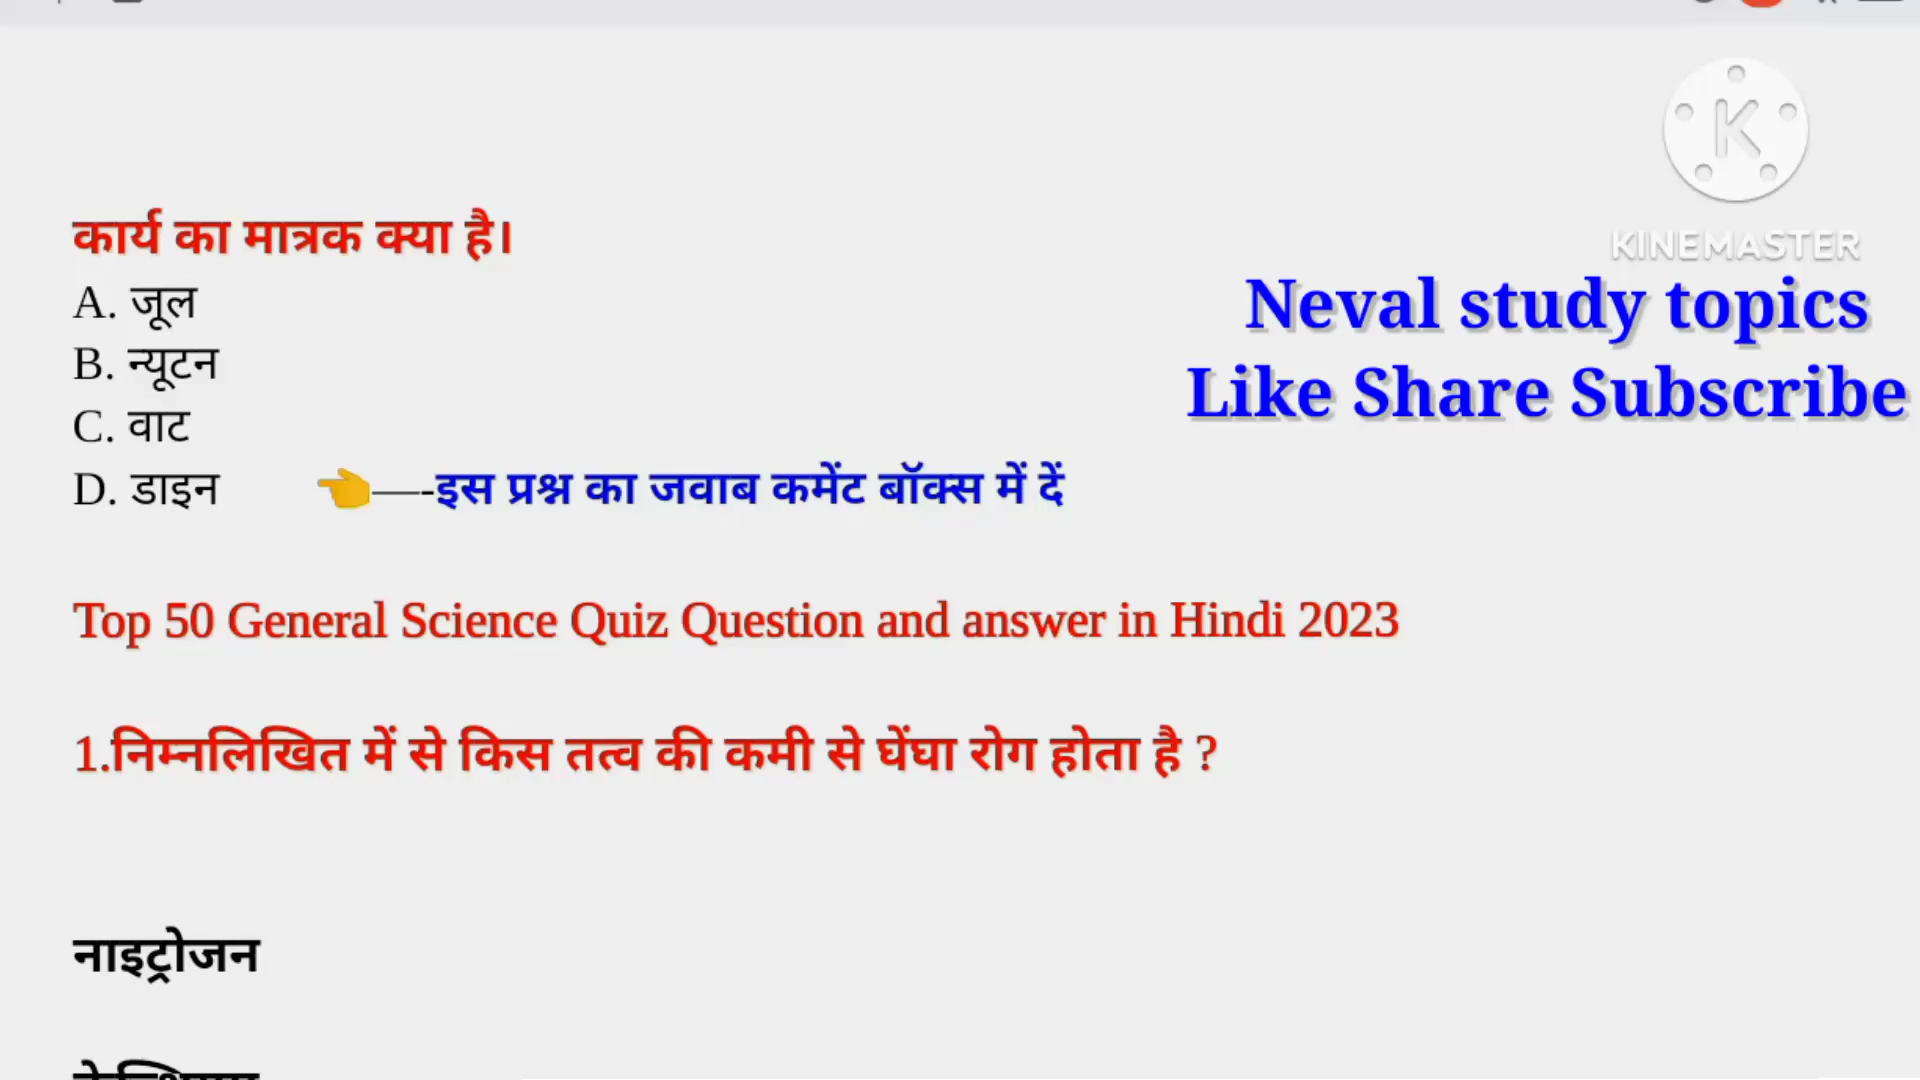 KINEMASTER
कार्य का मात्रक क्या है।
A. जूल
Neval study topics
B. न्यूटन
Like Share Subscribe
C. वाट
D. डाइन 👈—-इस प्रश्न का जवाब कमेंट बॉक्स में दें
Top 50 General Science Quiz Question and answer in Hindi 2023
1.निम्नलिखित में से किस तत्व की कमी से घेंघा रोग होता है ?
नाइट्रोजन